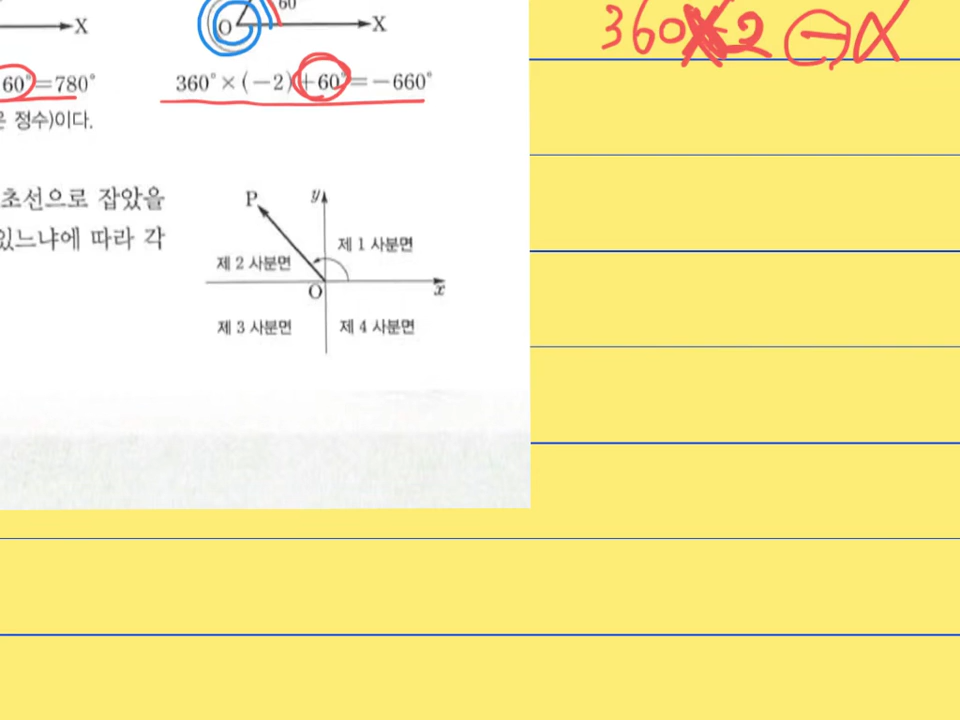 60
X O X
360×2 ⊖ α
60°=780° 360°×(−2)+60°=−660°
정수)이다.
초선으로 잡았을
있느냐에 따라 각
P y
제 1 사분면
제 2 사분면
O x
제 3 사분면 제 4 사분면